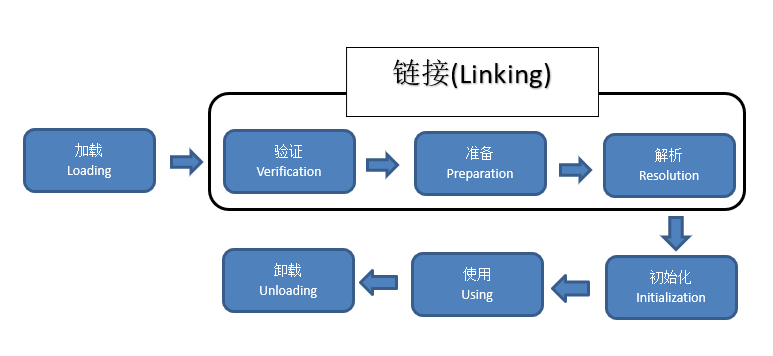 链接(Linking)
加载
Loading
验证
Verification
准备
Preparation
解析
Resolution
卸载
Unloading
使用
Using
初始化
Initialization